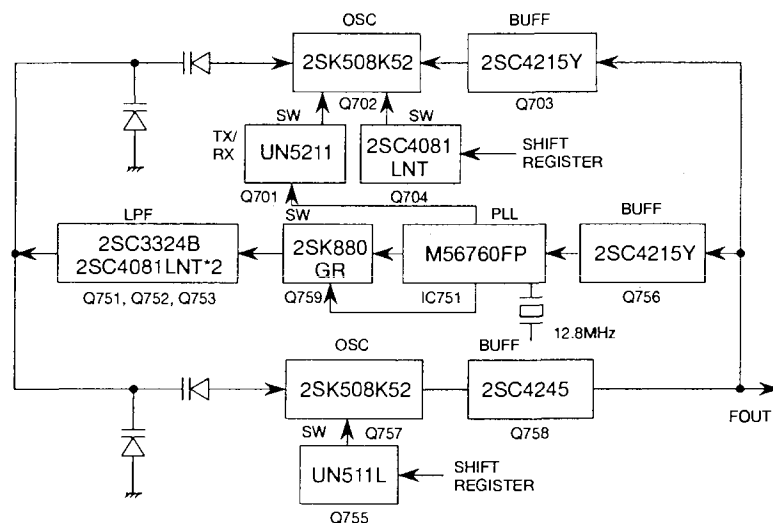 OSC
BUFF
2SK508K52
2SC4215Y
Q702
Q703
SW
SW
TX/
RX
UN5211
2SC4081
LNT
SHIFT
REGISTER
Q701
Q704
LPF
SW
PLL
BUFF
2SC3324B
2SC4081LNT*2
2SK880
GR
M56760FP
2SC4215Y
Q751, Q752, Q753
Q759
IC751
Q756
12.8MHz
OSC
BUFF
2SK508K52
2SC4245
FOUT
SW
Q757
Q758
UN511L
SHIFT
REGISTER
Q755